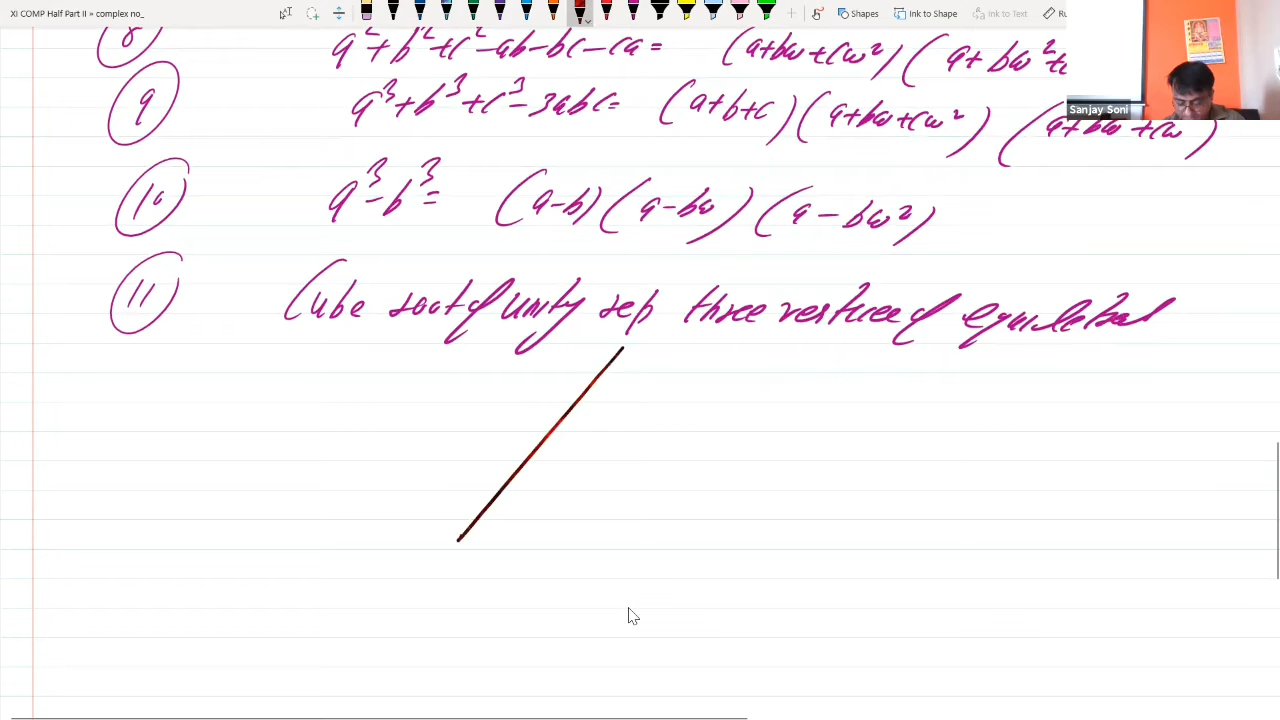 XI COMP Half Part II » complex no_
Shapes Ink to Shape Ink to Text Ru
Sanjay Soni
8 a²+b²+c²-ab-bc-ca= (a+bω+cω²)(a+bω²+c
9 a³+b³+c³-3abc= (a+b+c)(a+bω+cω²)(a+bω+cω)
10 a³-b³= (a-b)(a-bω)(a-bω²)
11 Cube root of unity rep three vertices of equilateral